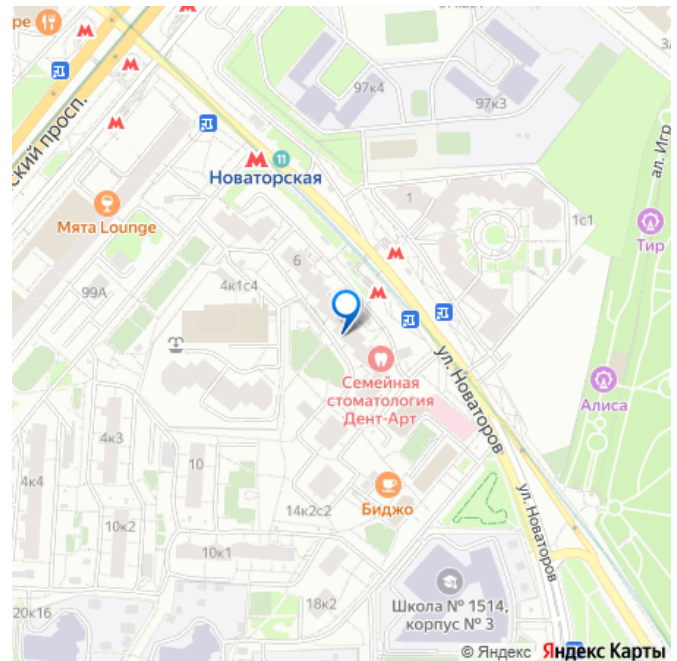 ре
97к4
97к3
ский просп.
11
Новаторская
ал. Игр
Мята Lounge
1
1с1
Тир
6
4к1с4
99А
Семейная
стоматология
Дент-Арт
ул. Новаторов
Алиса
4к3
10
4к4
Биджо
14к2с2
ул. Новаторов
10к2
10к1
18к2
Школа № 1514,
корпус № 3
20к16
© Яндекс Яндекс Карты